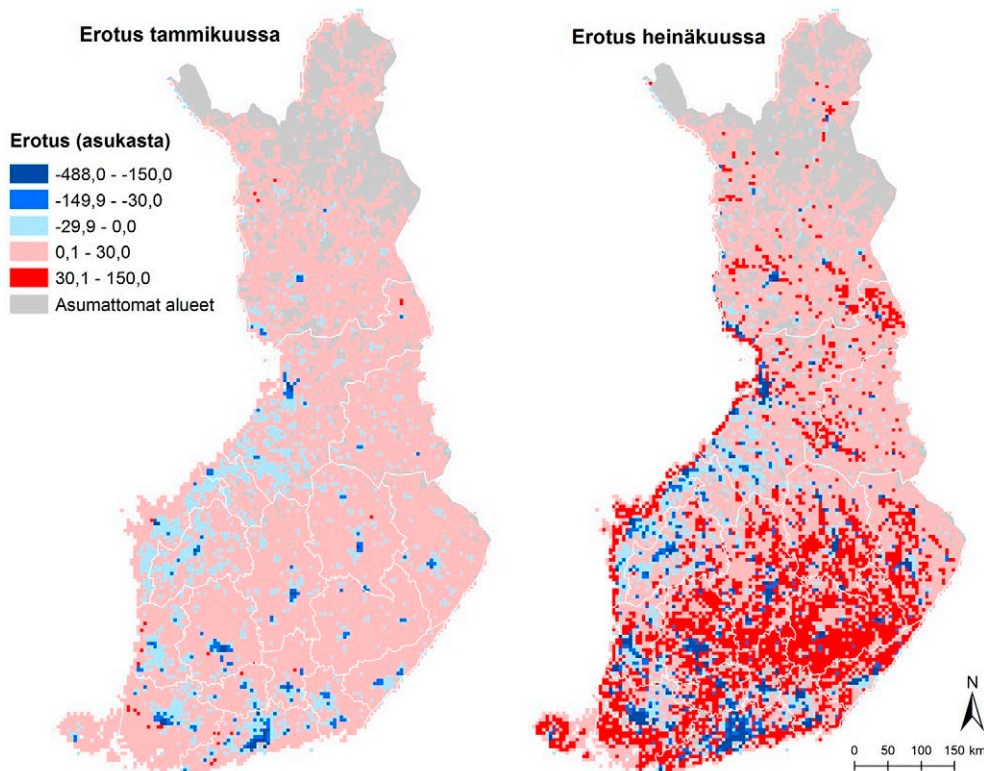 Erotus tammikuussa
Erotus heinäkuussa
Erotus (asukasta)
-488,0 - -150,0
-149,9 - -30,0
-29,9 - 0,0
0,1 - 30,0
30,1 - 150,0
Asumattomat alueet
N
0 50 100 150 km